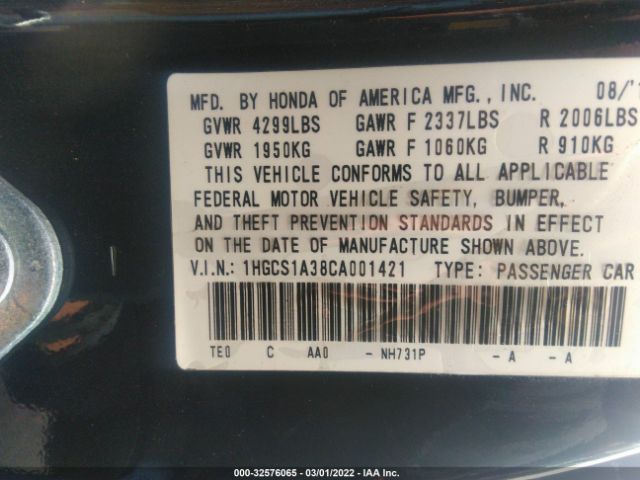 MFD. BY HONDA OF AMERICA MFG., INC. 08/'1
GVWR 4299LBS GAWR F 2337LBS R 2006LBS
GVWR 1950KG GAWR F 1060KG R 910KG
THIS VEHICLE CONFORMS TO ALL APPLICABLE
FEDERAL MOTOR VEHICLE SAFETY, BUMPER,
AND THEFT PREVENTION STANDARDS IN EFFECT
ON THE DATE OF MANUFACTURE SHOWN ABOVE.
V.I.N.: 1HGCS1A38CA001421 TYPE: PASSENGER CAR
TE0 C AA0 - NH731P - A - A
000-32576065 - 03/01/2022 - IAA Inc.